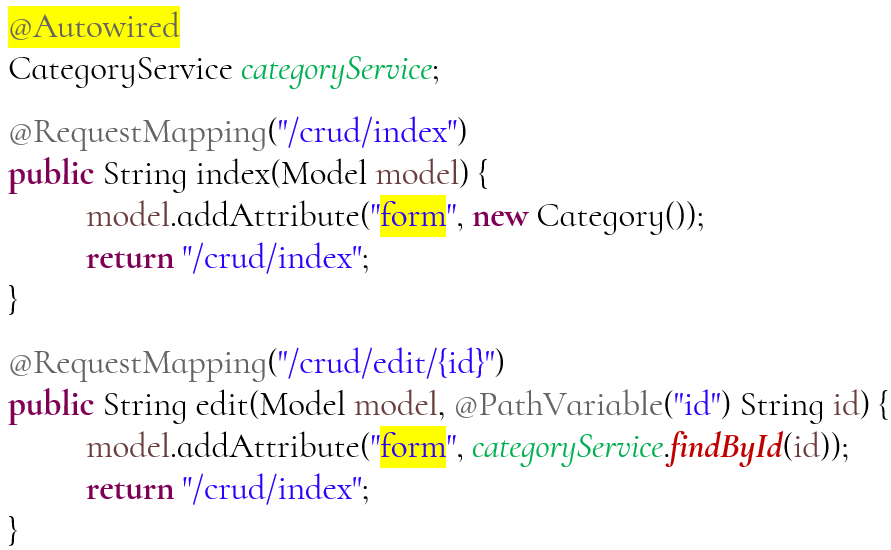 @Autowired
CategoryService categoryService;
@RequestMapping("/crud/index")
public String index(Model model) {
model.addAttribute("form", new Category());
return "/crud/index";
}
@RequestMapping("/crud/edit/{id}")
public String edit(Model model, @PathVariable("id") String id) {
model.addAttribute("form", categoryService.findById(id));
return "/crud/index";
}